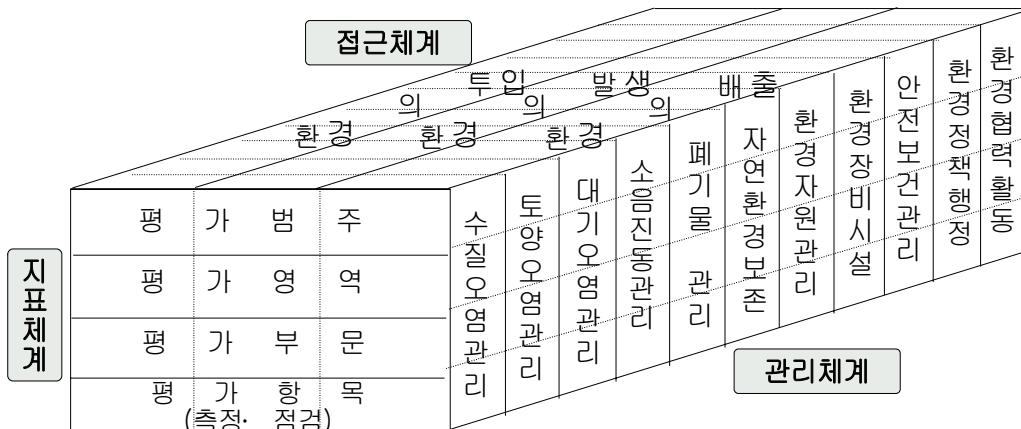 접근체계
환경의 투입
환경의 발생
환경의 배출
지표체계
평가범주
평가영역
평가부문
평가항목
(측정· 점검)
수질오염관리
토양오염관리
대기오염관리
소음진동관리
폐기물 관리
자연환경보존
환경자원관리
환경장비시설
안전보건관리
환경정책행정
환경협력활동
관리체계